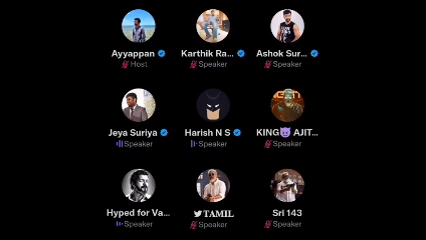 Ayyappan
Karthik Ra...
Ashok Sur...
Host
Speaker
Speaker
Jeya Suriya
Harish N S
KING😈 AJIT...
Speaker
Speaker
Speaker
Hyped for Va...
TAMIL
Sri 143
Speaker
Speaker
Speaker